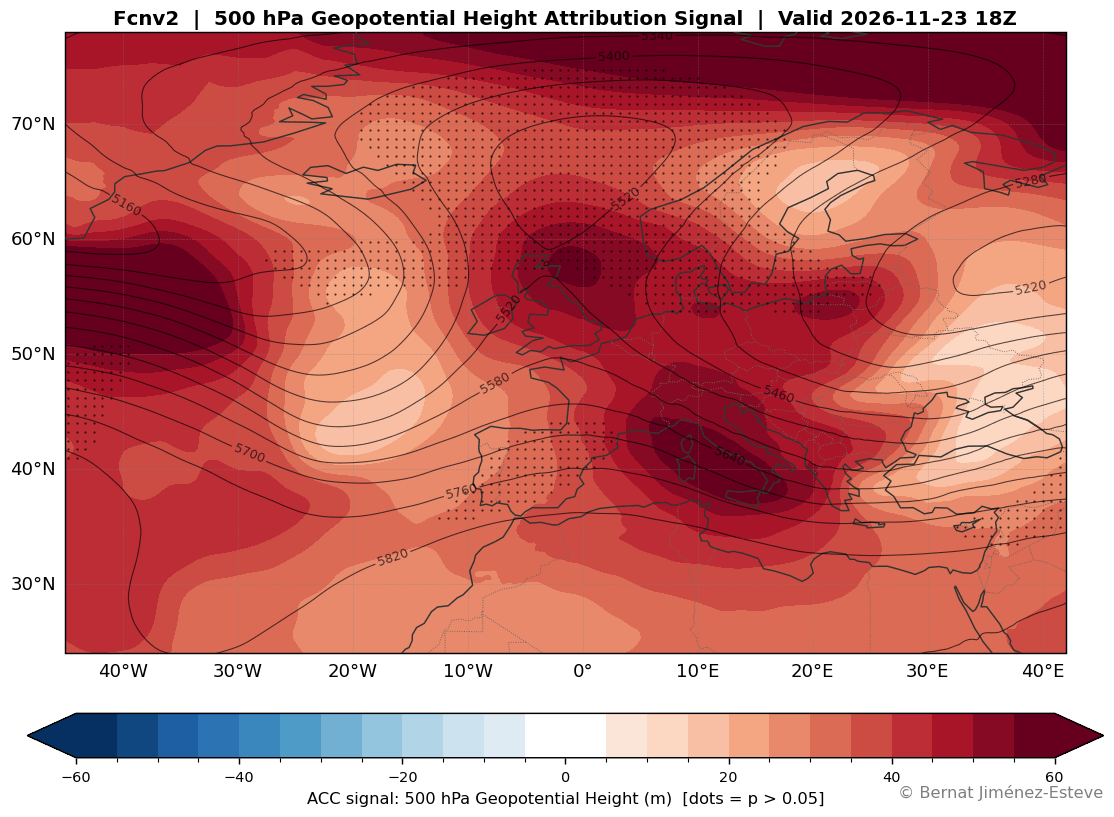 Fcnv2 | 500 hPa Geopotential Height Attribution Signal | Valid 2026-11-23 18Z
5340
5400
70°N
5280
5160
5520
60°N
5220
5520
50°N
5580
5460
5700
5640
40°N
5760
5820
30°N
40°W 30°W 20°W 10°W 0° 10°E 20°E 30°E 40°E
−60 −40 −20 0 20 40 60
ACC signal: 500 hPa Geopotential Height (m) [dots = p > 0.05]
© Bernat Jiménez-Esteve